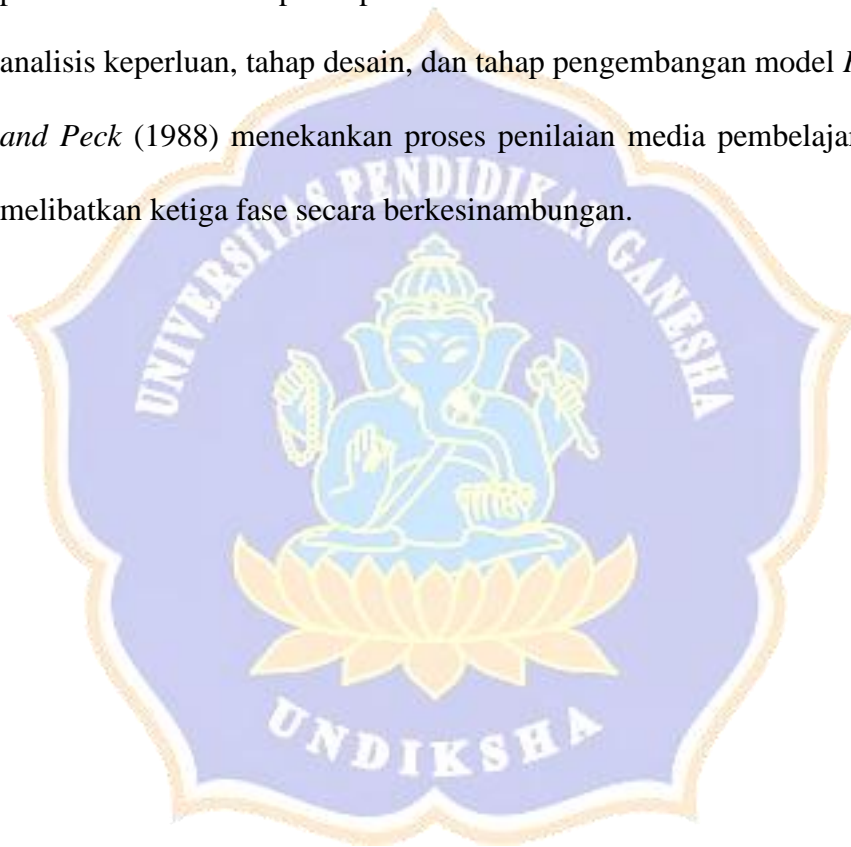 analisis keperluan, tahap desain, dan tahap pengembangan model
and Peck (1988) menekankan proses penilaian media pembelajar
melibatkan ketiga fase secara berkesinambungan.
UNIVERSITAS PENDIDIKAN GANESHA
UNDIKSHA